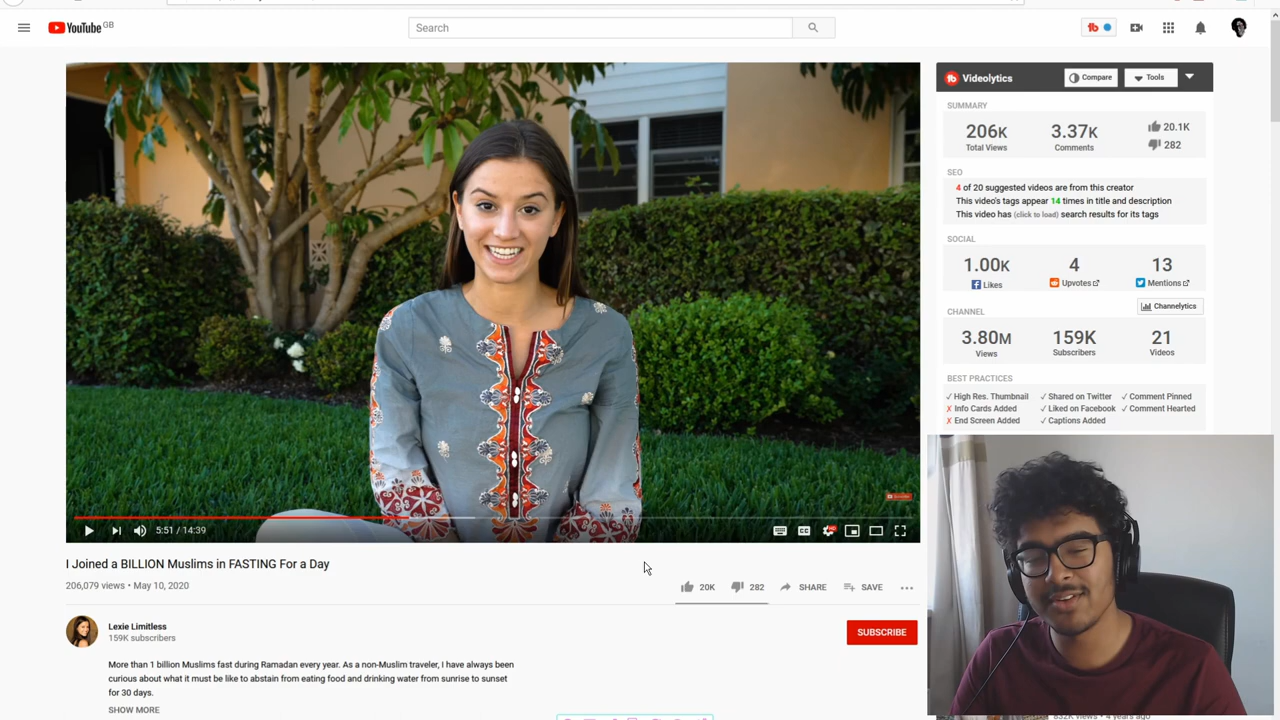 YouTube GB
Search
Videolytics
Compare
Tools
SUMMARY
206K
Total Views
3.37K
Comments
20.1K
282
SEO
4 of 20 suggested videos are from this creator
This video's tags appear 14 times in title and description
This video has (click to load) search results for its tags
SOCIAL
1.00K
Likes
4
Upvotes
13
Mentions
CHANNEL
Channelytics
3.80M
Views
159K
Subscribers
21
Videos
BEST PRACTICES
✓ High Res. Thumbnail
✓ Shared on Twitter
✓ Comment Pinned
✗ Info Cards Added
✓ Liked on Facebook
✓ Comment Hearted
✗ End Screen Added
✓ Captions Added
5:51 / 14:39
CC
HD
I Joined a BILLION Muslims in FASTING For a Day
206,079 views • May 10, 2020
20K
282
SHARE
SAVE
Lexie Limitless
159K subscribers
SUBSCRIBE
More than 1 billion Muslims fast during Ramadan every year. As a non-Muslim traveler, I have always been
curious about what it must be like to abstain from eating food and drinking water from sunrise to sunset
for 30 days.
SHOW MORE
832K views • 4 years ago